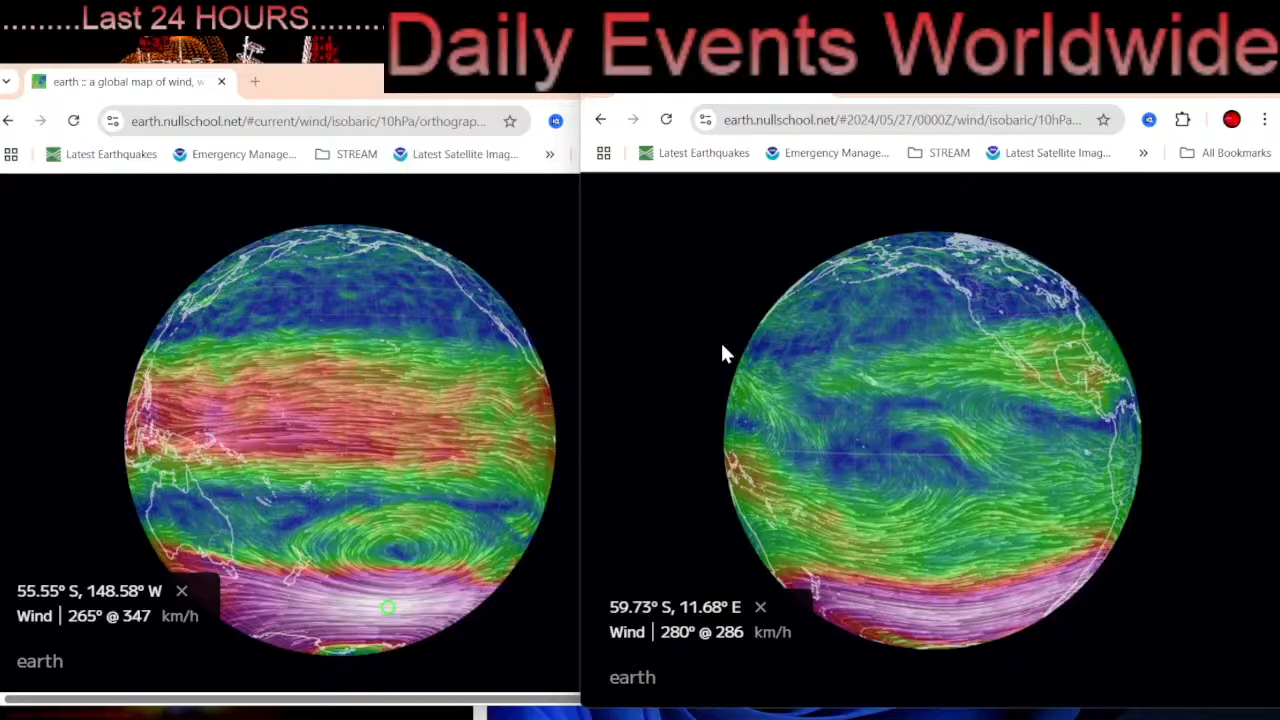 .........Last 24 HOURS.........
Daily Events Worldwide
earth :: a global map of wind, w
earth.nullschool.net/#current/wind/isobaric/10hPa/orthograp...
earth.nullschool.net/#2024/05/27/0000Z/wind/isobaric/10hPa...
Latest Earthquakes
Emergency Manage...
STREAM
Latest Satellite Imag...
»
Latest Earthquakes
Emergency Manage...
STREAM
Latest Satellite Imag...
»
All Bookmarks
55.55° S, 148.58° W ✕
Wind | 265° @ 347 km/h
earth
59.73° S, 11.68° E ✕
Wind | 280° @ 286 km/h
earth